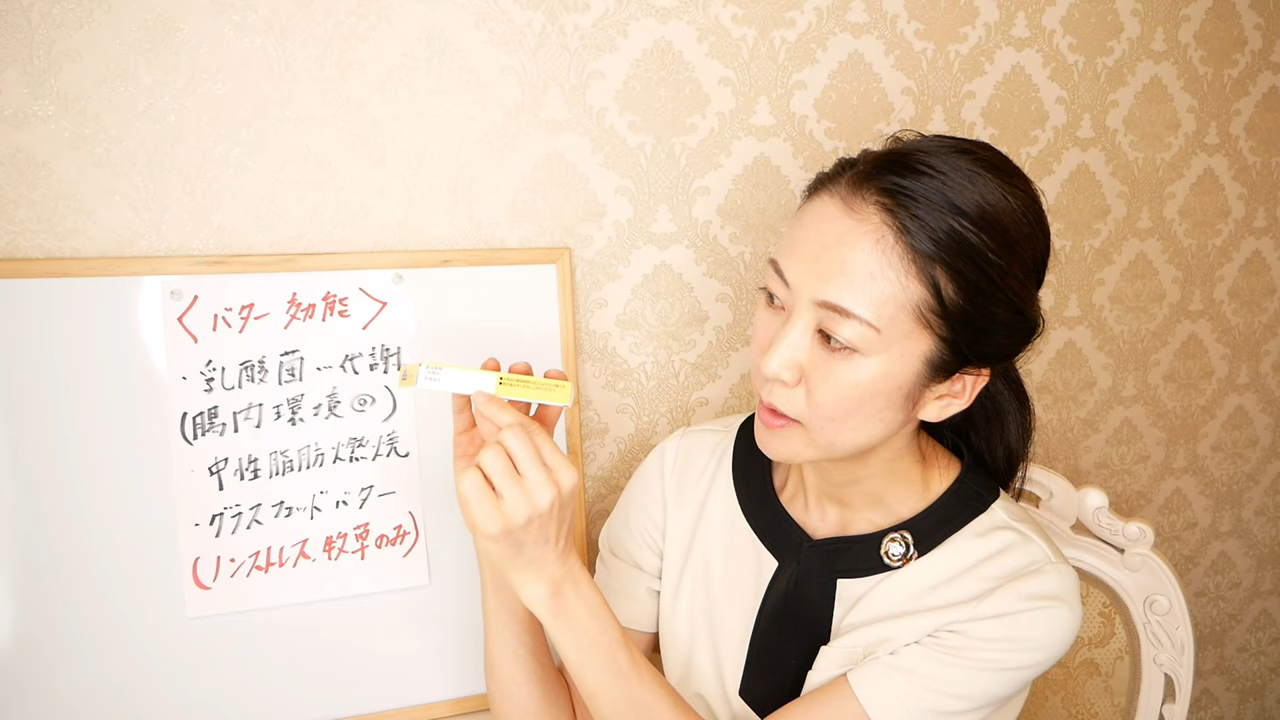 〈バター 効能〉
・乳酸菌…代謝
(腸内環境◎)
・中性脂肪燃焼
・グラスフェッドバター
(ノンストレス、牧草のみ)